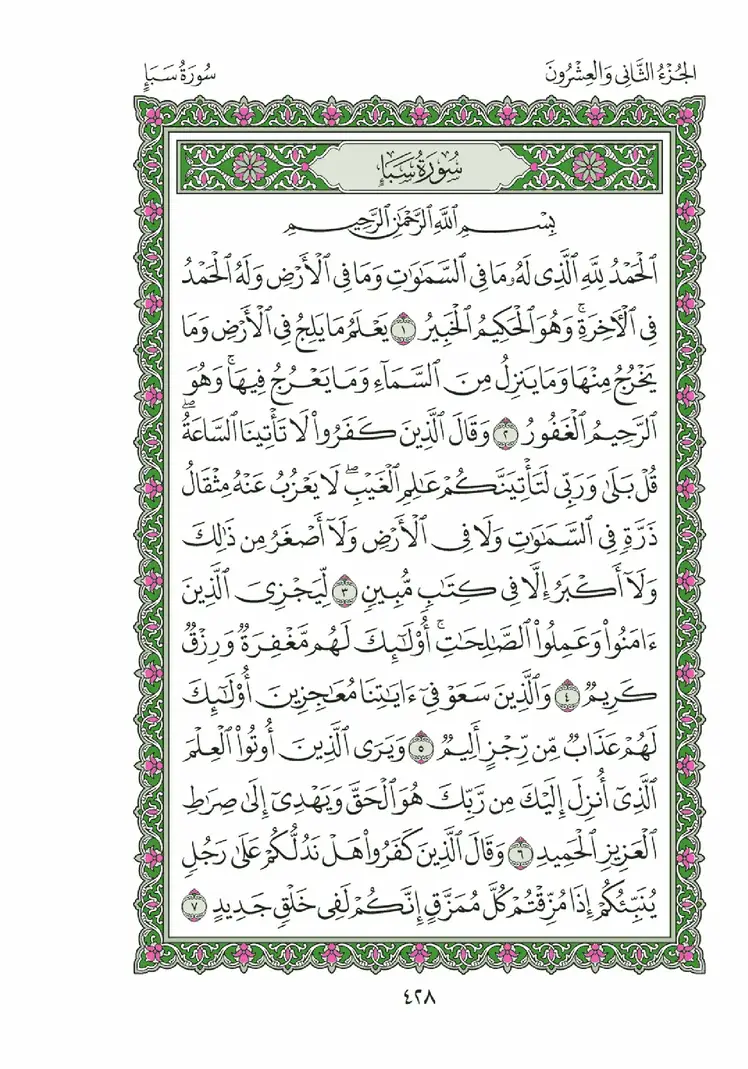 الجُزْءُ الثَّانِي وَالعِشْرُونَ
سُورَةُ سَبَإٍ
سُورَةُ سَبَإٍ
بِسْمِ ٱللَّهِ ٱلرَّحْمَٰنِ ٱلرَّحِيمِ
ٱلْحَمْدُ لِلَّهِ ٱلَّذِى لَهُۥ مَا فِى ٱلسَّمَٰوَٰتِ وَمَا فِى ٱلْأَرْضِ وَلَهُ ٱلْحَمْدُ
فِى ٱلْـَٔاخِرَةِۚ وَهُوَ ٱلْحَكِيمُ ٱلْخَبِيرُ ١ يَعْلَمُ مَا يَلِجُ فِى ٱلْأَرْضِ وَمَا
يَخْرُجُ مِنْهَا وَمَا يَنزِلُ مِنَ ٱلسَّمَآءِ وَمَا يَعْرُجُ فِيهَاۚ وَهُوَ
ٱلرَّحِيمُ ٱلْغَفُورُ ٢ وَقَالَ ٱلَّذِينَ كَفَرُوا۟ لَا تَأْتِينَا ٱلسَّاعَةُۖ
قُلْ بَلَىٰ وَرَبِّى لَتَأْتِيَنَّكُمْ عَٰلِمِ ٱلْغَيْبِۖ لَا يَعْزُبُ عَنْهُ مِثْقَالُ
ذَرَّةٍ فِى ٱلسَّمَٰوَٰتِ وَلَا فِى ٱلْأَرْضِ وَلَآ أَصْغَرُ مِن ذَٰلِكَ
وَلَآ أَكْبَرُ إِلَّا فِى كِتَٰبٍ مُّبِينٍ ٣ لِّيَجْزِىَ ٱلَّذِينَ
ءَامَنُوا۟ وَعَمِلُوا۟ ٱلصَّٰلِحَٰتِۚ أُو۟لَٰٓئِكَ لَهُم مَّغْفِرَةٌ وَرِزْقٌ
كَرِيمٌ ٤ وَٱلَّذِينَ سَعَوْ فِىٓ ءَايَٰتِنَا مُعَٰجِزِينَ أُو۟لَٰٓئِكَ
لَهُمْ عَذَابٌ مِّن رِّجْزٍ أَلِيمٌ ٥ وَيَرَى ٱلَّذِينَ أُوتُوا۟ ٱلْعِلْمَ
ٱلَّذِىٓ أُنزِلَ إِلَيْكَ مِن رَّبِّكَ هُوَ ٱلْحَقَّ وَيَهْدِىٓ إِلَىٰ صِرَٰطِ
ٱلْعَزِيزِ ٱلْحَمِيدِ ٦ وَقَالَ ٱلَّذِينَ كَفَرُوا۟ هَلْ نَدُلُّكُمْ عَلَىٰ رَجُلٍ
يُنَبِّئُكُمْ إِذَا مُزِّقْتُمْ كُلَّ مُمَزَّقٍ إِنَّكُمْ لَفِى خَلْقٍ جَدِيدٍ ٧
٤٢٨